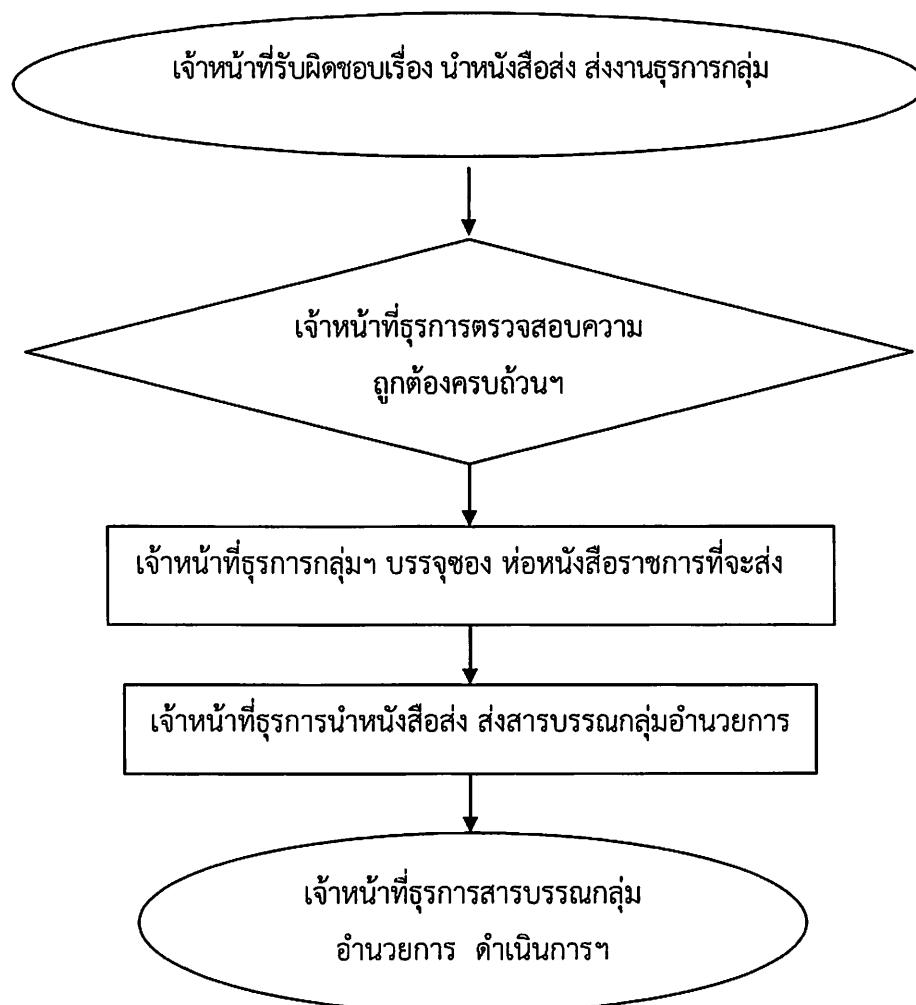 เจ้าหน้าที่รับผิดชอบเรื่อง นำหนังสือส่ง ส่งงานธุรการกลุ่ม
เจ้าหน้าที่ธุรการตรวจสอบความ
ถูกต้องครบถ้วนฯ
เจ้าหน้าที่ธุรการกลุ่มฯ บรรจุซอง ห่อหนังสือราชการที่จะส่ง
เจ้าหน้าที่ธุรการนำหนังสือส่ง ส่งสารบรรณกลุ่มอำนวยการ
เจ้าหน้าที่ธุรการสารบรรณกลุ่ม
อำนวยการ ดำเนินการฯ